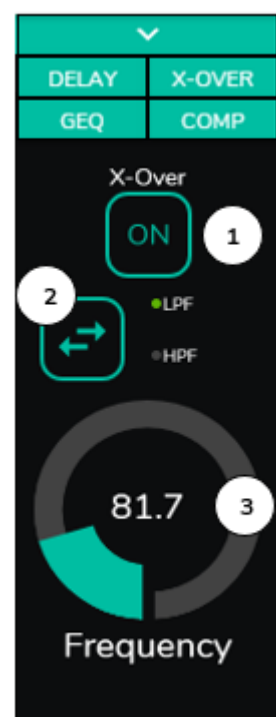 DELAY X-OVER
GEQ COMP
X-Over
ON 1
2
LPF
HPF
81.7 3
Frequency